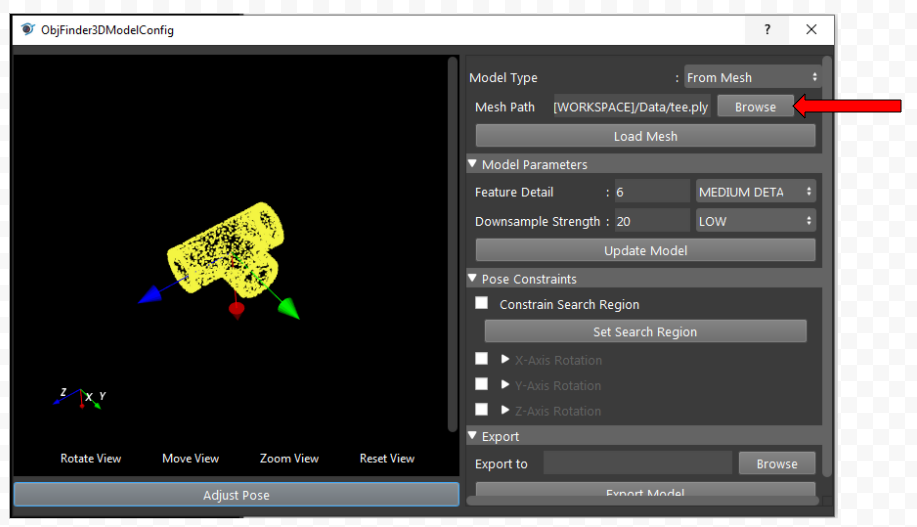 ObjFinder3DModelConfig ?
Model Type : From Mesh
Mesh Path [WORKSPACE]/Data/tee.ply Browse
Load Mesh
Model Parameters
Feature Detail : 6 MEDIUM DETA
Downsample Strength : 20 LOW
Update Model
Pose Constraints
Constrain Search Region
Set Search Region
X-Axis Rotation
Y-Axis Rotation
Z-Axis Rotation
Export
Export to Browse
Export Model
Z X Y
Rotate View Move View Zoom View Reset View
Adjust Pose